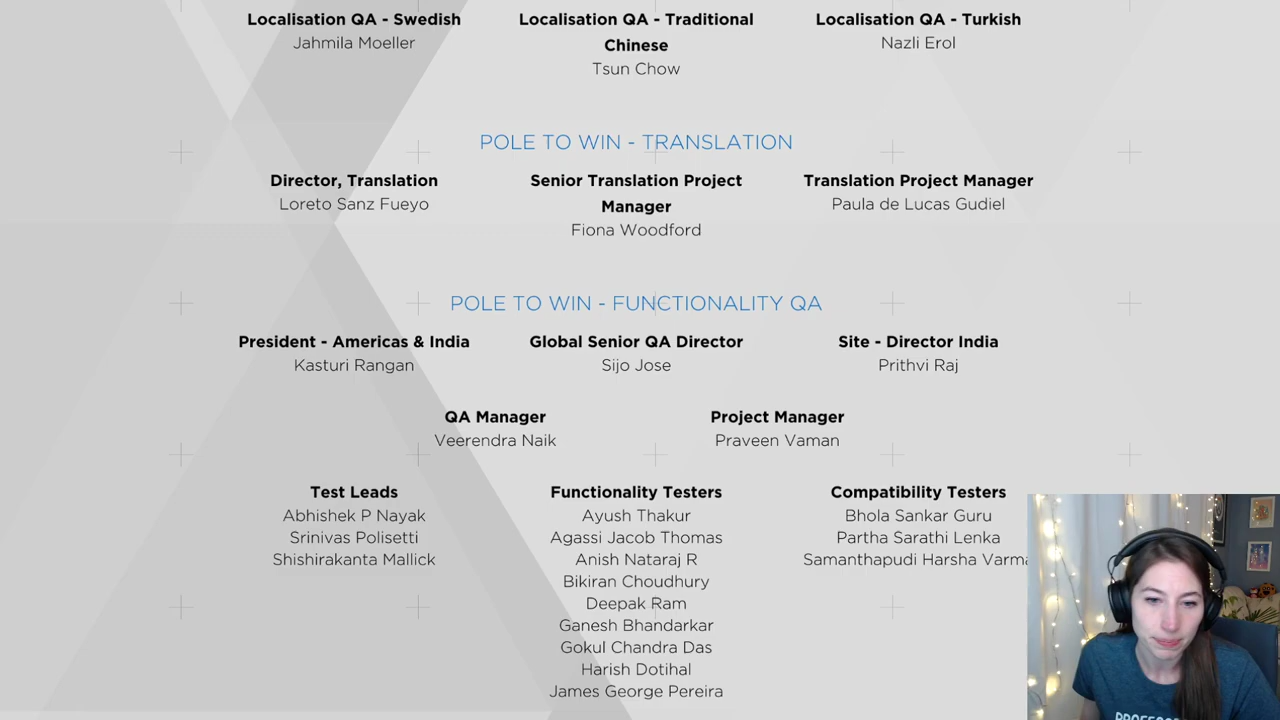 Localisation QA - Swedish
Jahmila Moeller
Localisation QA - Traditional
Chinese
Tsun Chow
Localisation QA - Turkish
Nazli Erol
POLE TO WIN - TRANSLATION
Director, Translation
Loreto Sanz Fueyo
Senior Translation Project
Manager
Fiona Woodford
Translation Project Manager
Paula de Lucas Gudiel
POLE TO WIN - FUNCTIONALITY QA
President - Americas & India
Kasturi Rangan
Global Senior QA Director
Sijo Jose
Site - Director India
Prithvi Raj
QA Manager
Veerendra Naik
Project Manager
Praveen Vaman
Test Leads
Abhishek P Nayak
Srinivas Polisetti
Shishirakanta Mallick
Functionality Testers
Ayush Thakur
Agassi Jacob Thomas
Anish Nataraj R
Bikiran Choudhury
Deepak Ram
Ganesh Bhandarkar
Gokul Chandra Das
Harish Dotihal
James George Pereira
Compatibility Testers
Bhola Sankar Guru
Partha Sarathi Lenka
Samanthapudi Harsha Varma